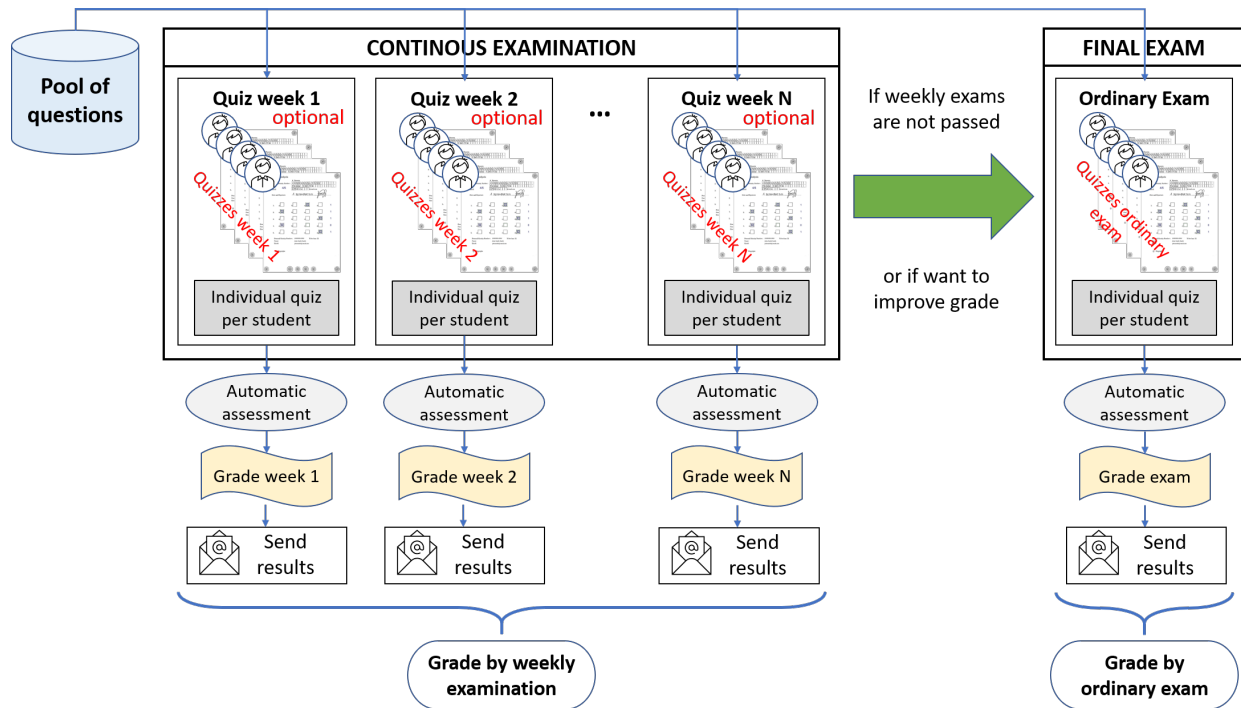 Pool of
questions
CONTINOUS EXAMINATION
Quiz week 1
optional
Quizzes week 1
Individual quiz
per student
Quiz week 2
optional
Quizzes week 2
Individual quiz
per student
...
Quiz week N
optional
Quizzes week N
Individual quiz
per student
If weekly exams
are not passed
or if want to
improve grade
FINAL EXAM
Ordinary Exam
Quizzes ordinary
exam
Individual quiz
per student
Automatic
assessment
Automatic
assessment
Automatic
assessment
Automatic
assessment
Grade week 1
Grade week 2
Grade week N
Grade exam
@ Send
results
@ Send
results
@ Send
results
@ Send
results
Grade by weekly
examination
Grade by
ordinary exam